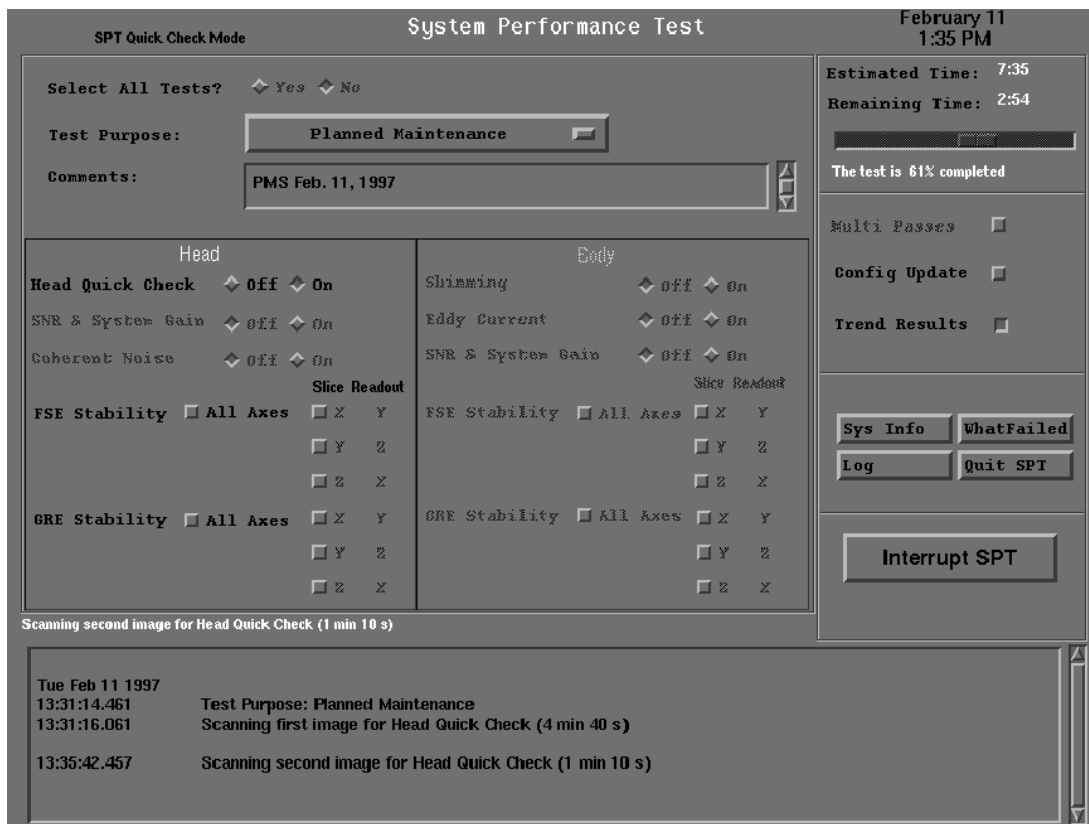 SPT Quick Check Mode
System Performance Test
February 11
1:35 PM
Select All Tests? Yes No
Test Purpose: Planned Maintenance
Comments: PMS Feb. 11, 1997
Estimated Time: 7:35
Remaining Time: 2:54
The test is 61% completed
Multi Passes
Config Update
Trend Results
Sys Info WhatFailed
Log Quit SPT
Interrupt SPT
Head
Head Quick Check Off On
SNR & System Gain Off On
Coherent Noise Off On
Slice Readout
FSE Stability All Axes X Y
Y Z
Z X
GRE Stability All Axes X Y
Y Z
Z X
Body
Shimming Off On
Eddy Current Off On
SNR & System Gain Off On
Slice Readout
FSE Stability All Axes X Y
Y Z
Z X
GRE Stability All Axes X Y
Y Z
Z X
Scanning second image for Head Quick Check (1 min 10 s)
Tue Feb 11 1997
13:31:14.461 Test Purpose: Planned Maintenance
13:31:16.061 Scanning first image for Head Quick Check (4 min 40 s)
13:35:42.457 Scanning second image for Head Quick Check (1 min 10 s)